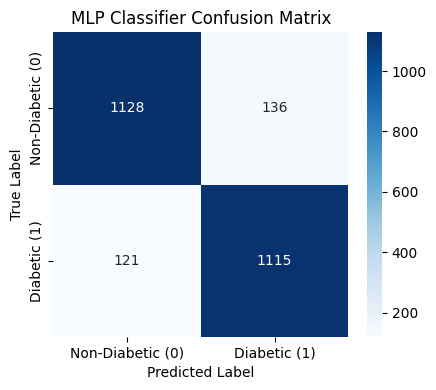 MLP Classifier Confusion Matrix
True Label
Non-Diabetic (0)
Diabetic (1)
1128 136
121 1115
Non-Diabetic (0) Diabetic (1)
Predicted Label
1000
800
600
400
200